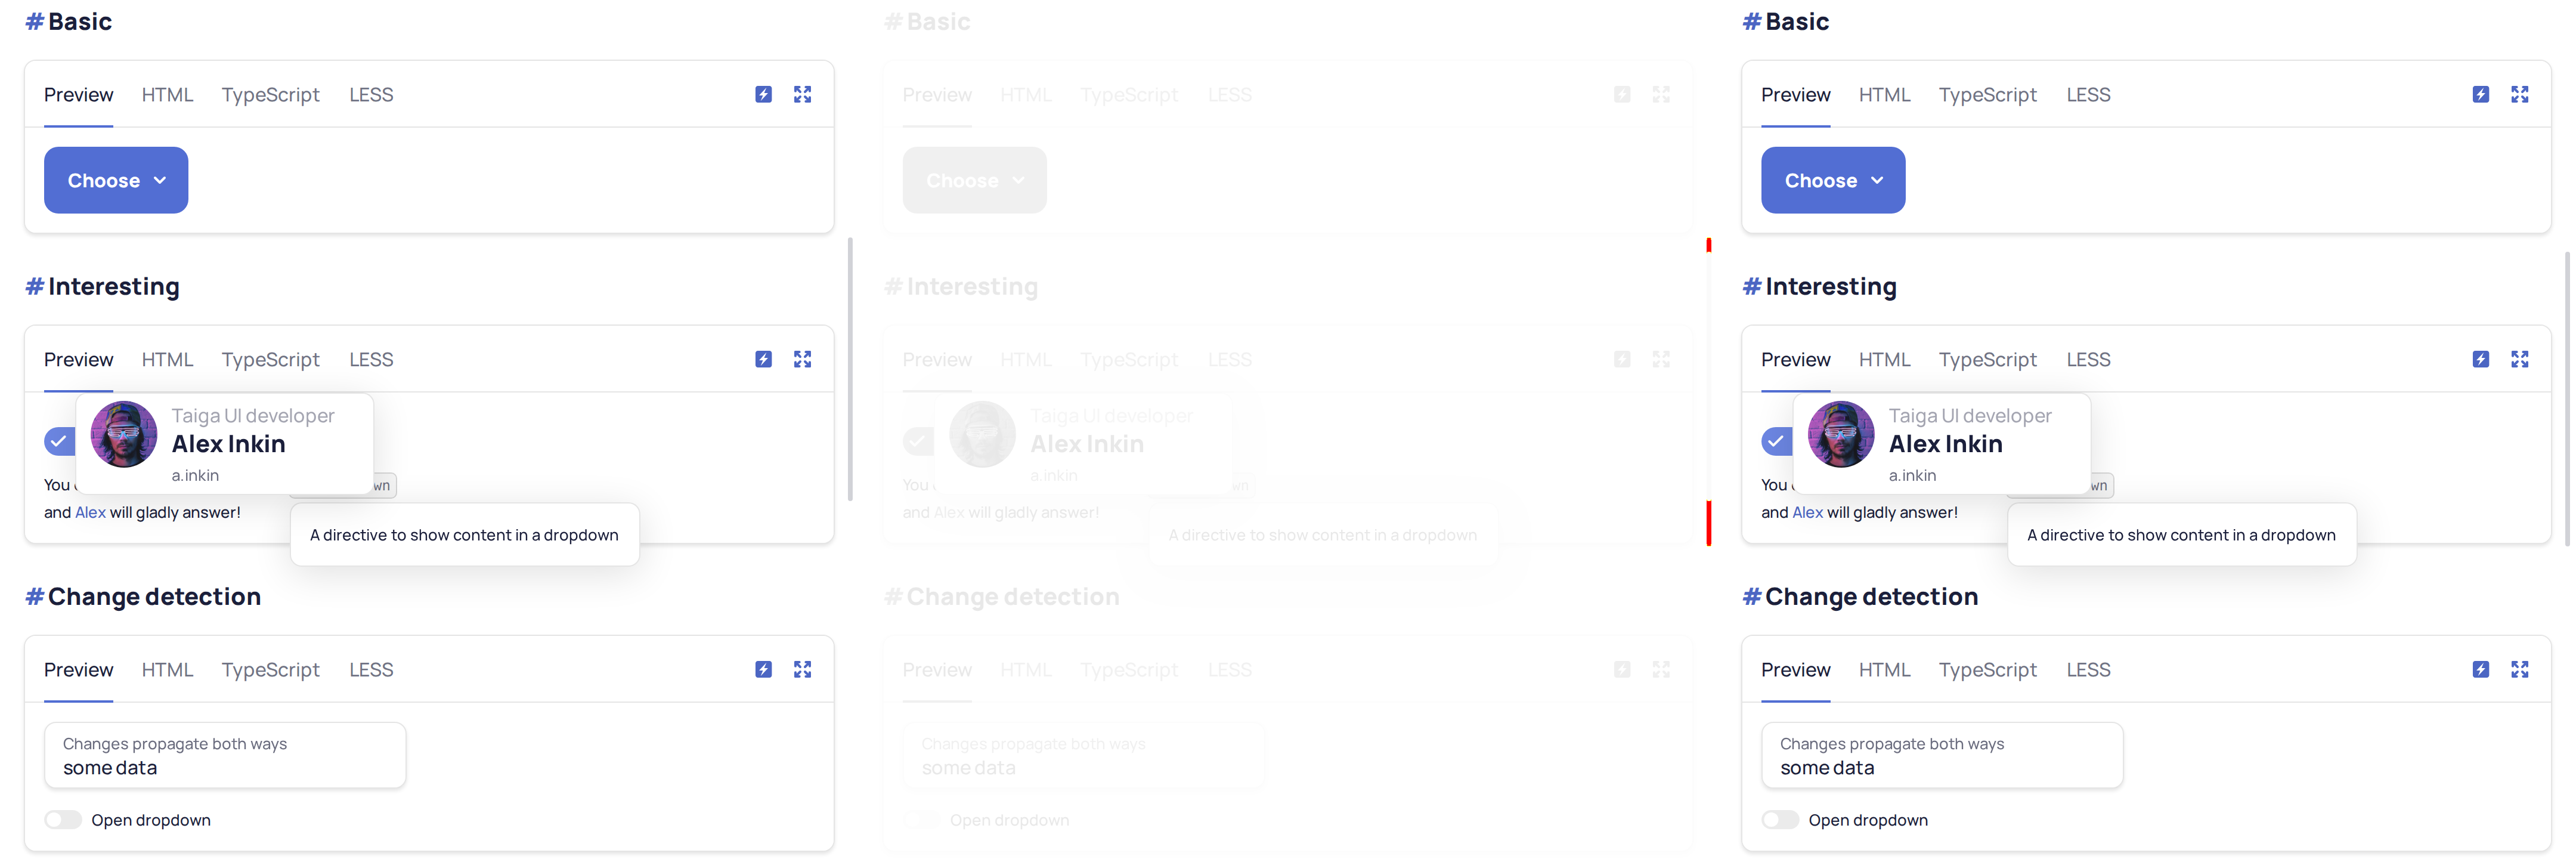 # Basic
Preview HTML TypeScript LESS
Choose
# Interesting
Preview HTML TypeScript LESS
Taiga UI developer
Alex Inkin
a.inkin
You
and Alex will gladly answer!
A directive to show content in a dropdown
# Change detection
Preview HTML TypeScript LESS
Changes propagate both ways
some data
Open dropdown
# Basic
Preview HTML TypeScript LESS
Choose
# Interesting
Preview HTML TypeScript LESS
Taiga UI developer
Alex Inkin
a.inkin
You
and Alex will gladly answer!
A directive to show content in a dropdown
# Change detection
Preview HTML TypeScript LESS
Changes propagate both ways
some data
Open dropdown
# Basic
Preview HTML TypeScript LESS
Choose
# Interesting
Preview HTML TypeScript LESS
Taiga UI developer
Alex Inkin
a.inkin
You
and Alex will gladly answer!
A directive to show content in a dropdown
# Change detection
Preview HTML TypeScript LESS
Changes propagate both ways
some data
Open dropdown